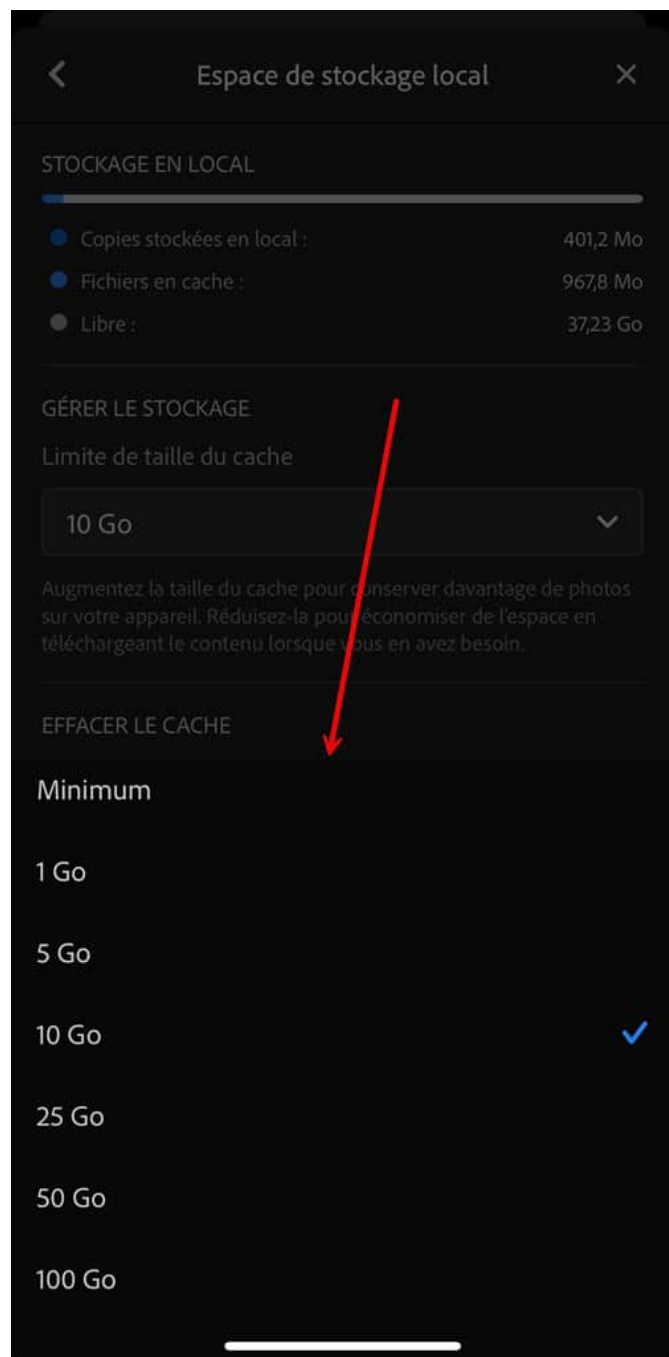 Espace de stockage local
STOCKAGE EN LOCAL
Copies stockées en local : 401,2 Mo
Fichiers en cache : 967,8 Mo
Libre : 37,23 Go
GÉRER LE STOCKAGE
Limite de taille du cache
10 Go
Augmentez la taille du cache pour conserver davantage de photos
sur votre appareil. Réduisez-la pour économiser de l'espace en
téléchargeant le contenu lorsque vous en avez besoin.
EFFACER LE CACHE
Minimum
1 Go
5 Go
10 Go
25 Go
50 Go
100 Go